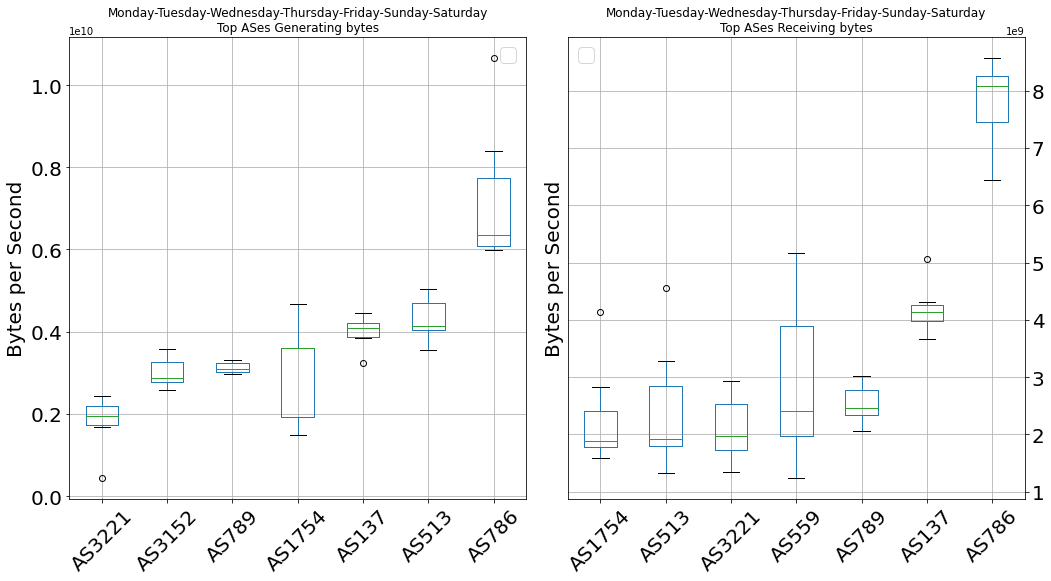 Monday-Tuesday-Wednesday-Thursday-Friday-Sunday-Saturday
Top ASes Generating bytes
1e10
1.0
0.8
0.6
0.4
0.2
0.0
Bytes per Second
AS3221
AS3152
AS789
AS1754
AS137
AS513
AS786
Monday-Tuesday-Wednesday-Thursday-Friday-Sunday-Saturday
Top ASes Receiving bytes
1e9
8
7
6
5
4
3
2
1
Bytes per Second
AS1754
AS513
AS3221
AS559
AS789
AS137
AS786